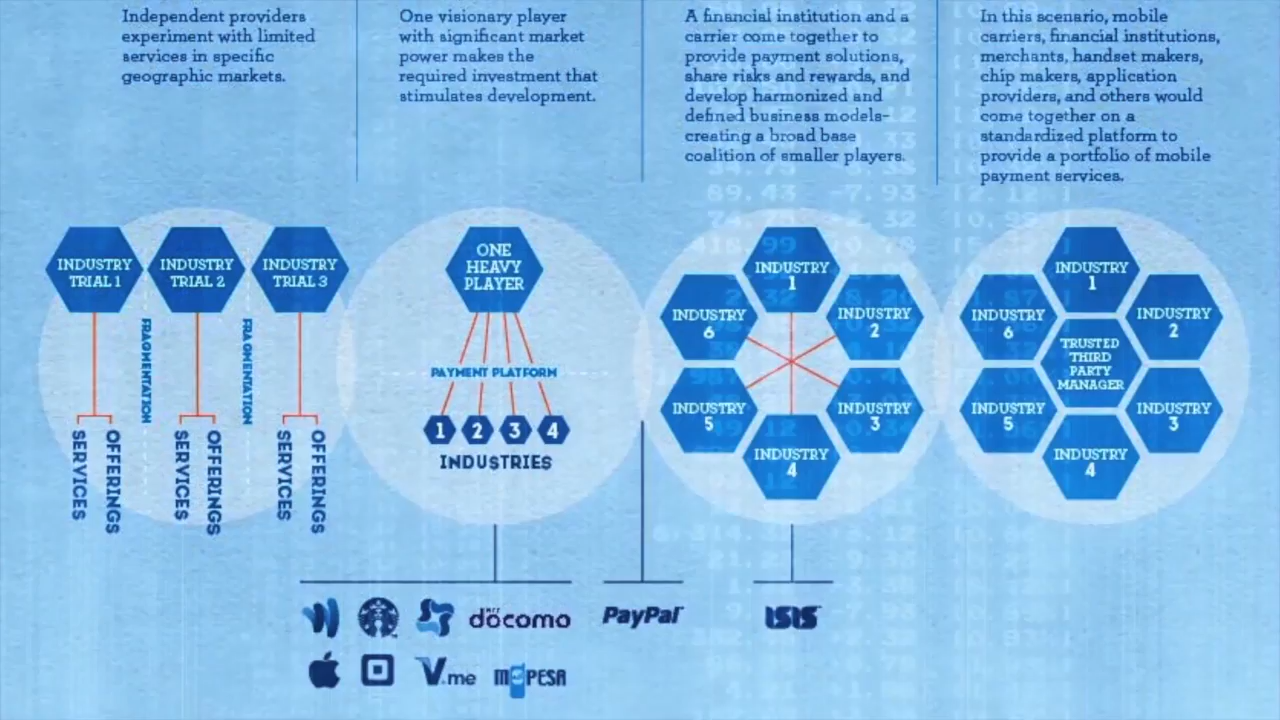 Independent providers
experiment with limited
services in specific
geographic markets.
One visionary player
with significant market
power makes the
required investment that
stimulates development.
A financial institution and a
carrier come together to
provide payment solutions,
share risks and rewards, and
develop harmonized and
defined business models-
creating a broad base
coalition of smaller players.
In this scenario, mobile
carriers, financial institutions,
merchants, handset makers,
chip makers, application
providers, and others would
come together on a
standardized platform to
provide a portfolio of mobile
payment services.
INDUSTRY
TRIAL 1
INDUSTRY
TRIAL 2
INDUSTRY
TRIAL 3
FRAGMENTATION
FRAGMENTATION
SERVICES
OFFERINGS
SERVICES
OFFERINGS
SERVICES
OFFERINGS
ONE
HEAVY
PLAYER
PAYMENT PLATFORM
1 2 3 4
INDUSTRIES
INDUSTRY
1
INDUSTRY
2
INDUSTRY
3
INDUSTRY
4
INDUSTRY
5
INDUSTRY
6
INDUSTRY
1
INDUSTRY
2
INDUSTRY
3
INDUSTRY
4
INDUSTRY
5
INDUSTRY
6
TRUSTED
THIRD
PARTY
MANAGER
döcomo
V.me
M PESA
PayPal
ISIS
89.43 -7.93